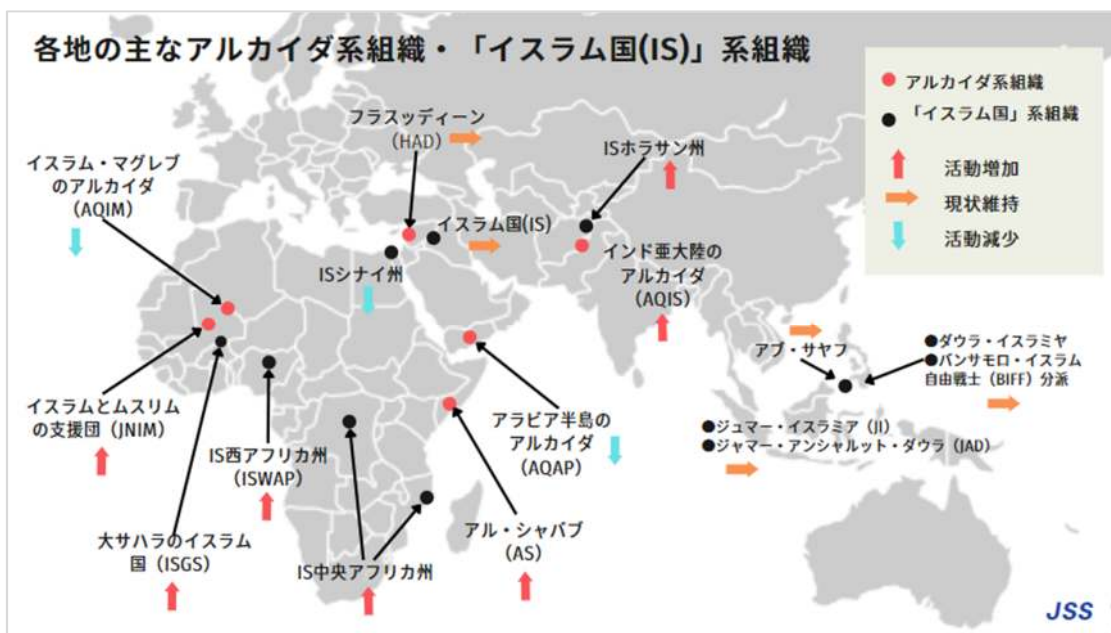 各地の主なアルカイダ系組織・「イスラム国(IS)」系組織
アルカイダ系組織
「イスラム国」系組織
活動増加
現状維持
活動減少
フラスッディーン
（HAD）
ISホラサン州
イスラム・マグレブ
のアルカイダ
（AQIM）
イスラム国(IS)
ISシナイ州
インド亜大陸の
アルカイダ
（AQIS）
アブ・サヤフ
●ダウラ・イスラミヤ
●バンサモロ・イスラム
自由戦士（BIFF）分派
イスラムとムスリム
の支援団（JNIM）
IS西アフリカ州
（ISWAP）
アラビア半島の
アルカイダ
（AQAP）
●ジュマー・イスラミア（JI）
●ジャマー・アンシャルット・ダウラ（JAD）
大サハラのイスラム
国（ISGS）
IS中央アフリカ州
アル・シャバブ
（AS）
JSS